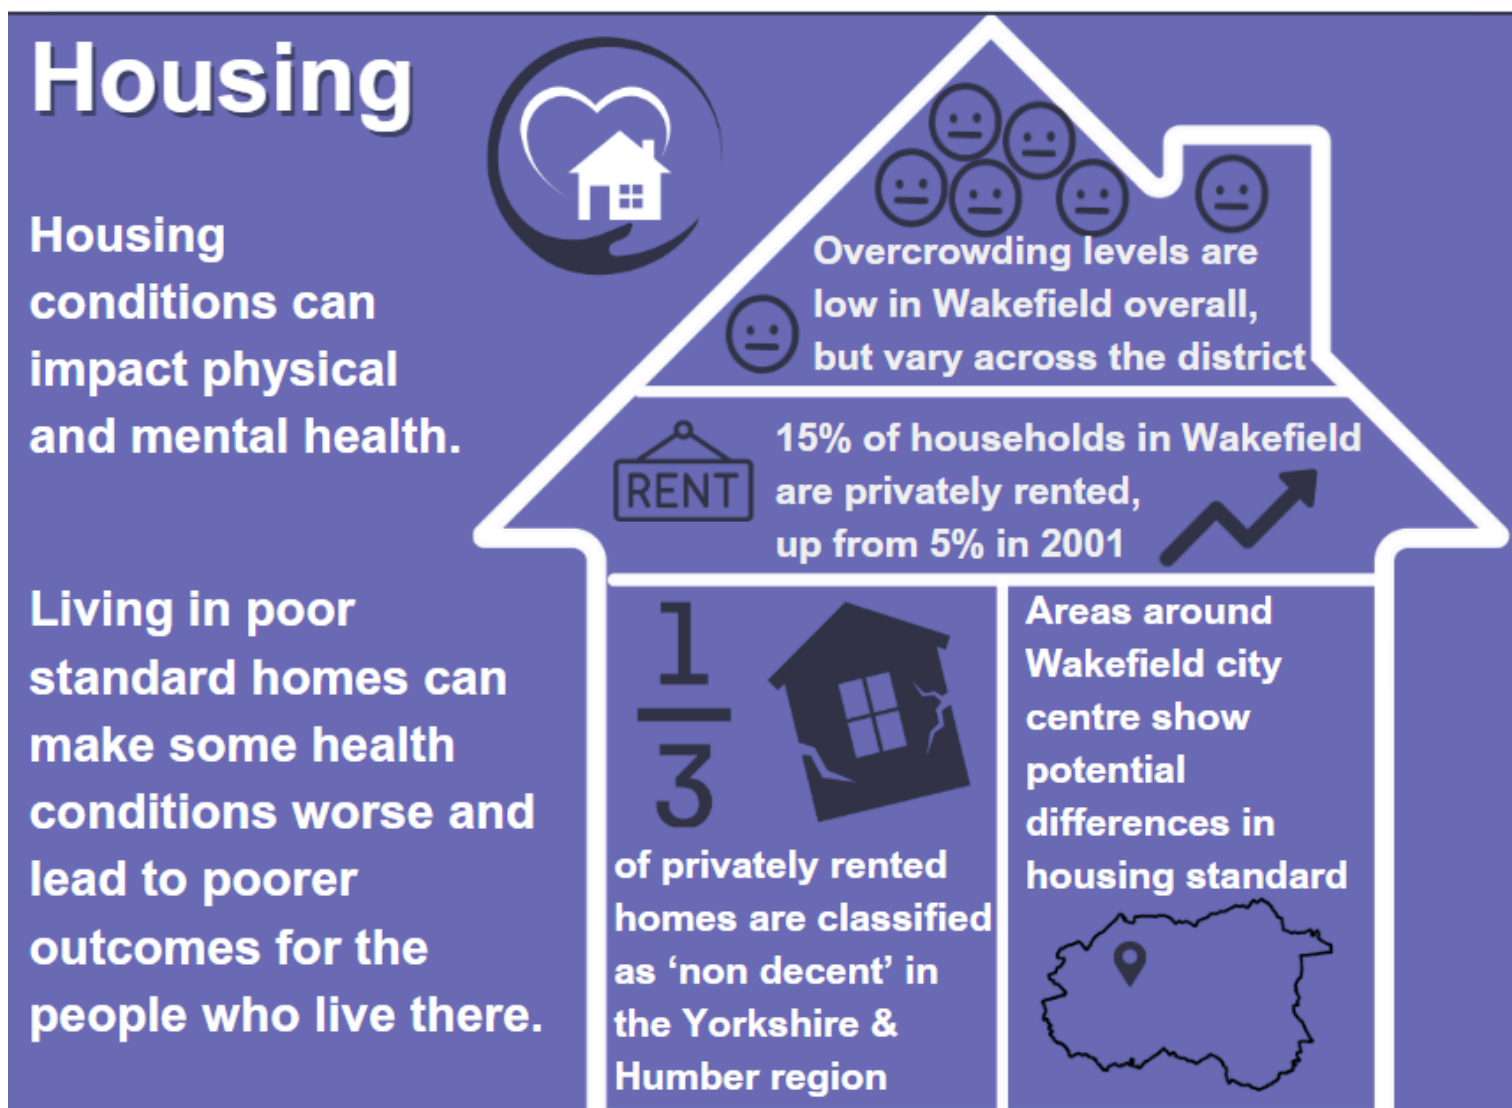 Housing
Housing
conditions can
impact physical
and mental health.
Living in poor
standard homes can
make some health
conditions worse and
lead to poorer
outcomes for the
people who live there.
Overcrowding levels are
low in Wakefield overall,
but vary across the district
RENT
15% of households in Wakefield
are privately rented,
up from 5% in 2001
1
3
of privately rented
homes are classified
as ‘non decent’ in
the Yorkshire &
Humber region
Areas around
Wakefield city
centre show
potential
differences in
housing standard